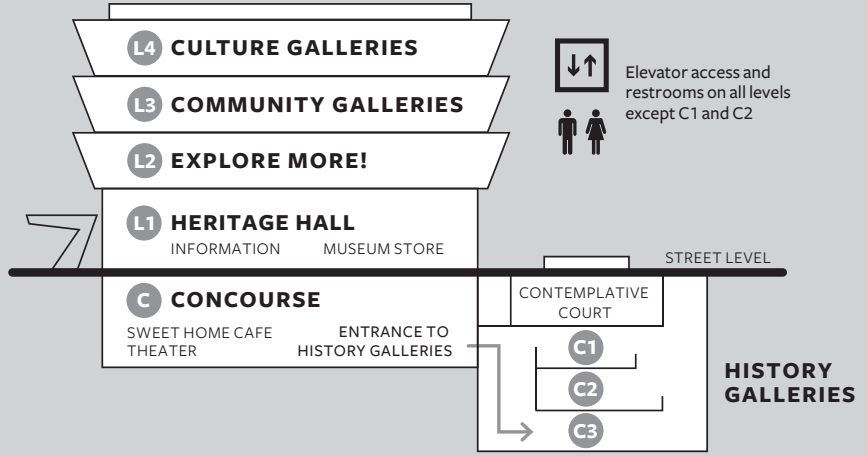 L4 CULTURE GALLERIES
L3 COMMUNITY GALLERIES
L2 EXPLORE MORE!
L1 HERITAGE HALL
INFORMATION MUSEUM STORE
Elevator access and
restrooms on all levels
except C1 and C2
STREET LEVEL
C CONCOURSE
SWEET HOME CAFE
THEATER
ENTRANCE TO
HISTORY GALLERIES
CONTEMPLATIVE
COURT
C1
C2
C3
HISTORY
GALLERIES